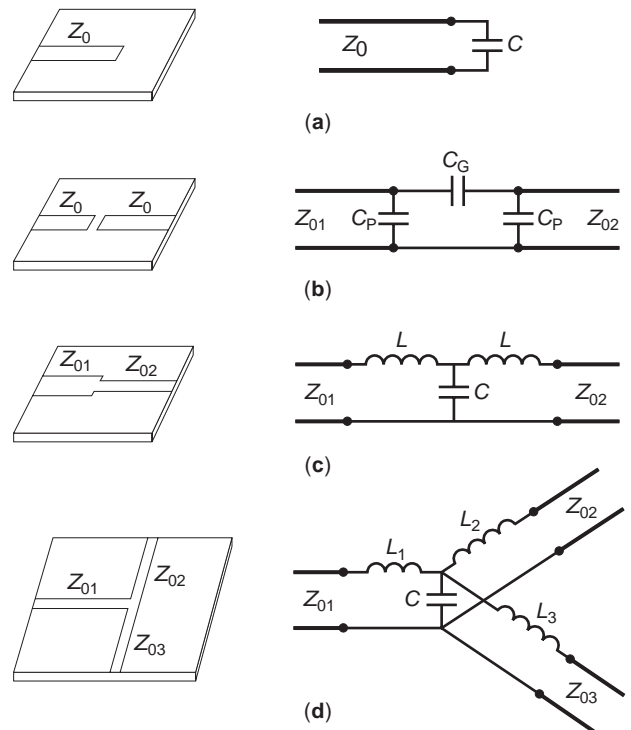 Z0
Z0
C
(a)
Z0 Z0
CG
Z01 CP CP Z02
(b)
Z01 Z02
L L
Z01 C Z02
(c)
Z01 Z02
Z03
L1 L2 Z02
Z01 C L3
Z03
(d)